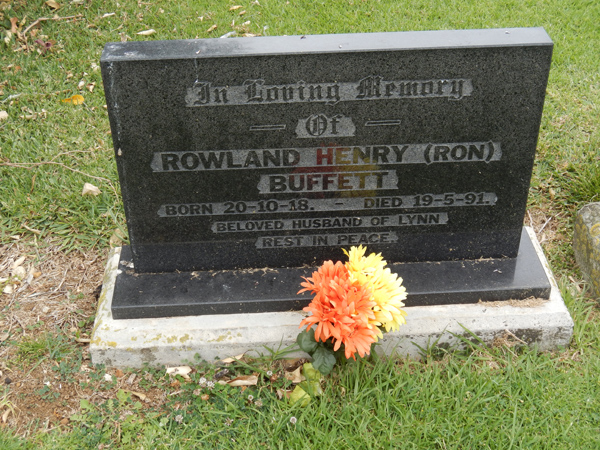 In Loving Memory
Of
ROWLAND HENRY (RON)
BUFFETT
BORN 20-10-18. - DIED 19-5-91.
BELOVED HUSBAND OF LYNN
REST IN PEACE.